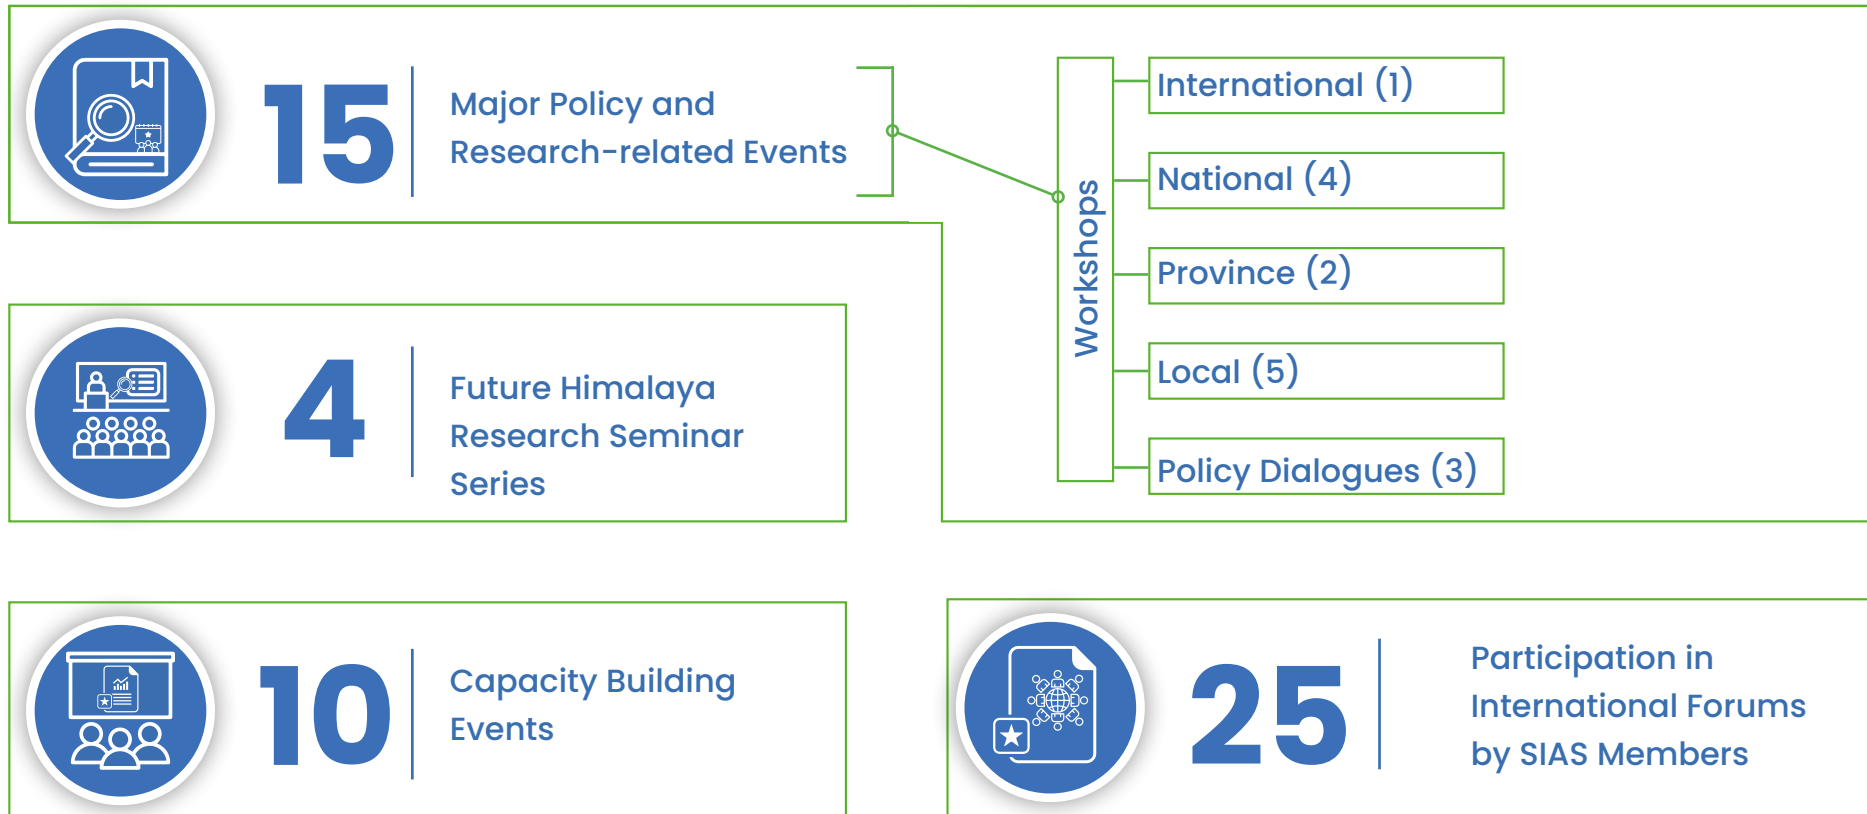 15
Major Policy and
Research-related Events
Workshops
International (1)
National (4)
Province (2)
Local (5)
Policy Dialogues (3)
4
Future Himalaya
Research Seminar
Series
10
Capacity Building
Events
25
Participation in
International Forums
by SIAS Members